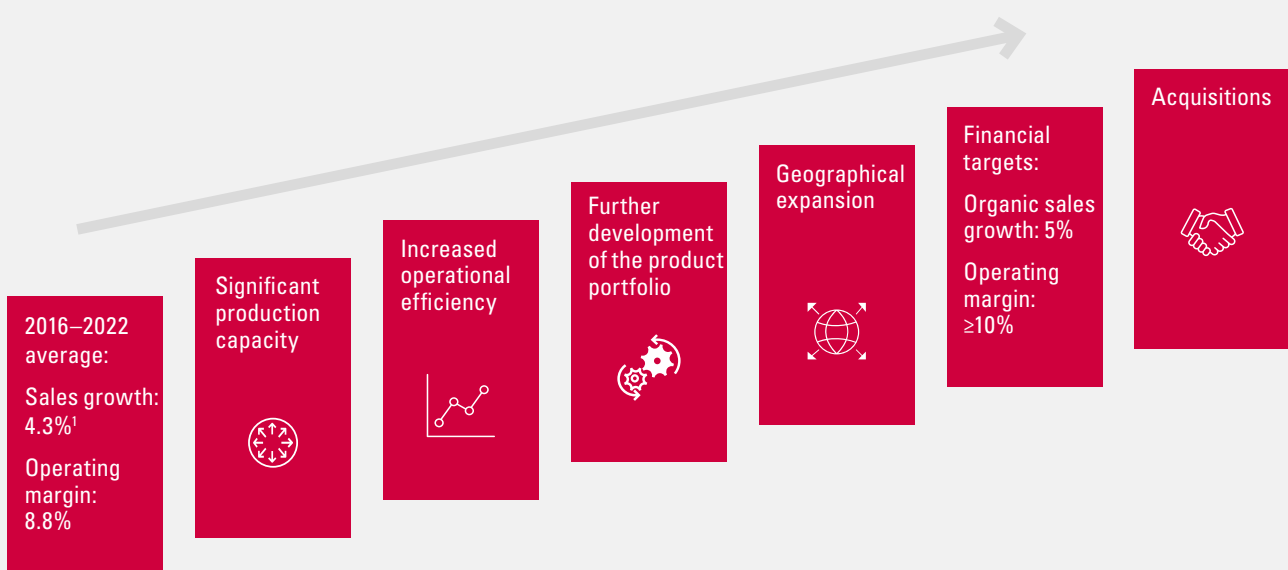 2016–2022
average:
Sales growth:
4.3%¹
Operating
margin:
8.8%
Significant
production
capacity
Increased
operational
efficiency
Further
development
of the product
portfolio
Geographical
expansion
Financial
targets:
Organic sales
growth: 5%
Operating
margin:
≥10%
Acquisitions